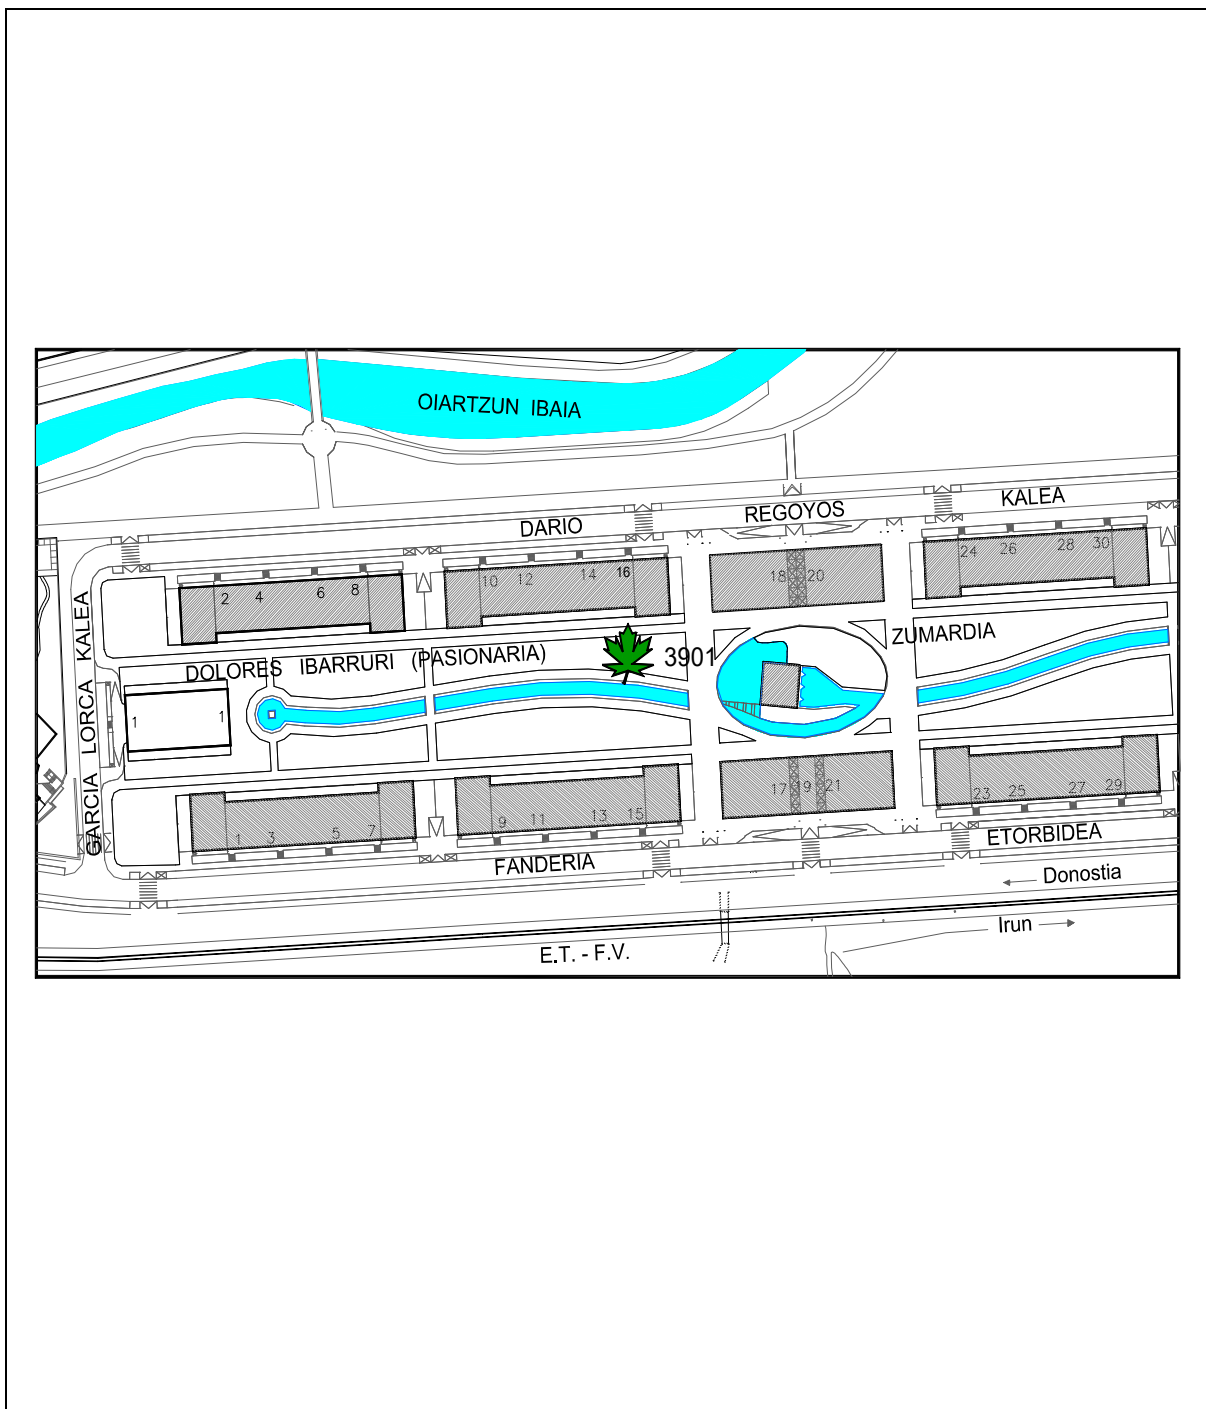 OIARTZUN IBAIA
DARIO REGOYOS KALEA
2 4 6 8 10 12 14 16 18 20 24 26 28 30
GARCIA LORCA KALEA
DOLORES IBARRURI (PASIONARIA) ZUMARDIA
3901
1 1
1 3 5 7 9 11 13 15 17 19 21 23 25 27 29
FANDERIA ETORBIDEA
Donostia
Irun
E.T. - F.V.